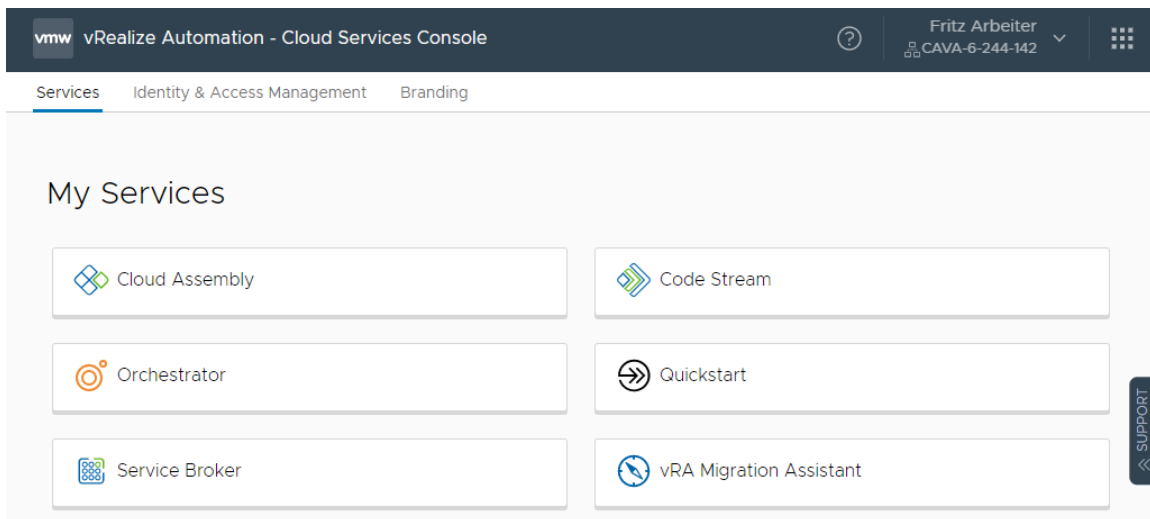 vmw vRealize Automation - Cloud Services Console
Fritz Arbeiter
CAVA-6-244-142
Services Identity & Access Management Branding
My Services
Cloud Assembly
Code Stream
Orchestrator
Quickstart
Service Broker
vRA Migration Assistant
SUPPORT